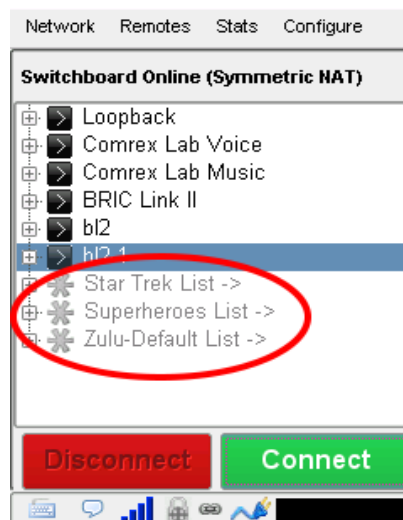 Network Remotes Stats Configure
Switchboard Online (Symmetric NAT)
Loopback
Comrex Lab Voice
Comrex Lab Music
BRIC Link II
bl2
bl2 1
Star Trek List ->
Superheroes List ->
Zulu-Default List ->
Disconnect Connect